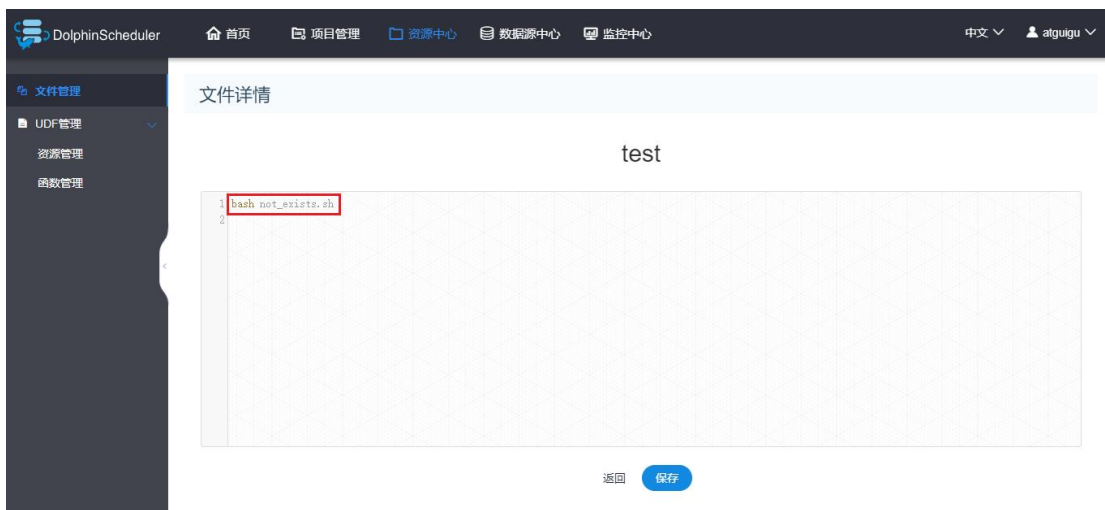 DolphinScheduler 首页 项目管理 资源中心 数据源中心 监控中心 中文 atguigu
文件管理
文件详情
UDF管理
test
资源管理
函数管理
1 bash not_exists.sh
2
返回 保存